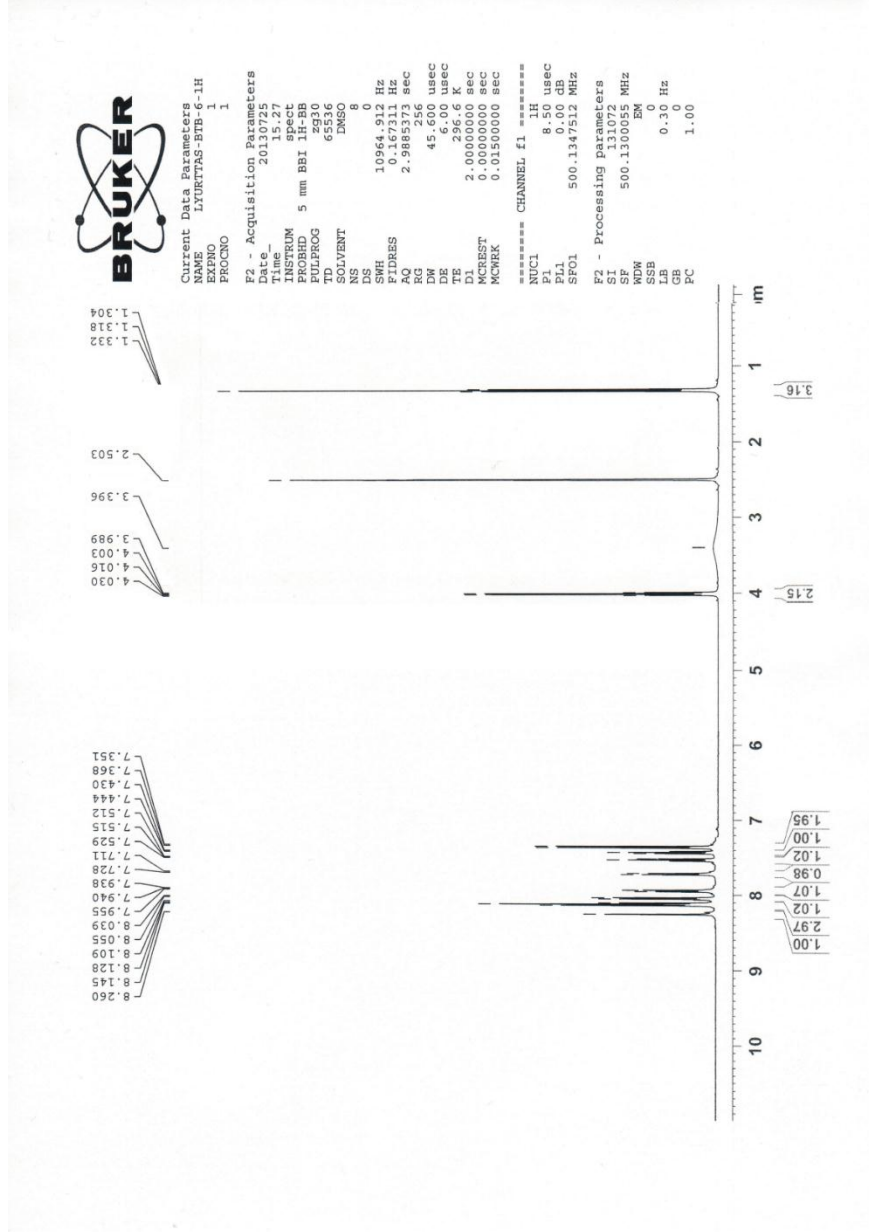 BRUKER
Current Data Parameters
NAME LYURTTAS-BTB-6-1H
EXPNO 1
PROCNO 1
F2 - Acquisition Parameters
Date_ 20130725
Time 15.27
INSTRUM spect
PROBHD 5 mm BBI 1H-BB
PULPROG zg30
TD 65536
SOLVENT DMSO
NS 8
DS 0
SWH 10964.912 Hz
FIDRES 0.167311 Hz
AQ 2.9885373 sec
RG 256
DW 45.600 usec
DE 6.00 usec
TE 296.6 K
D1 2.00000000 sec
MCREST 0.00000000 sec
MCWRK 0.01500000 sec
======== CHANNEL f1 ========
NUC1 1H
P1 8.50 usec
PL1 0.00 dB
SFO1 500.1347512 MHz
F2 - Processing parameters
SI 131072
SF 500.1300055 MHz
WDW EM
SSB 0
LB 0.30 Hz
GB 0
PC 1.00
8.260
8.145
8.128
8.109
8.055
8.039
7.955
7.940
7.938
7.728
7.711
7.529
7.515
7.512
7.444
7.430
7.368
7.351
4.030
4.016
4.003
3.989
3.396
2.503
1.332
1.318
1.304
10 9 8 7 6 5 4 3 2 1 m
1.00
2.97
1.02
1.07
0.98
1.02
1.00
1.95
2.15
3.16